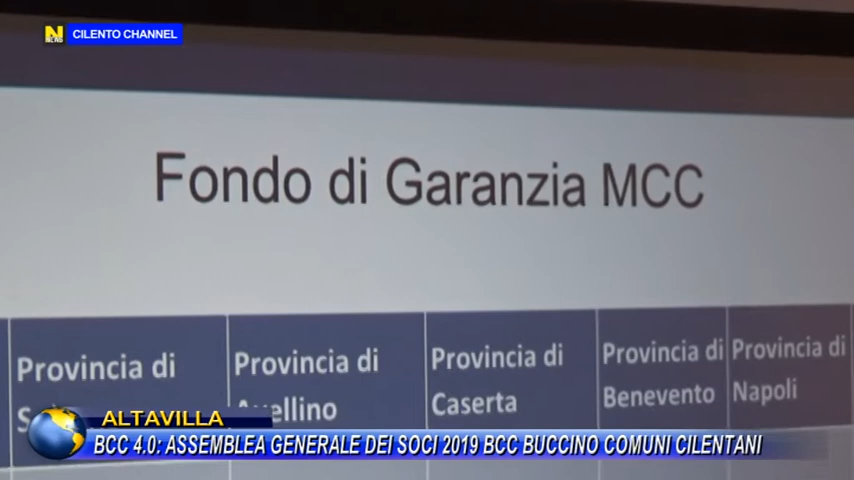 CILENTO CHANNEL
Fondo di Garanzia MCC
Provincia di
Provincia di
Avellino
Provincia di
Caserta
Provincia di
Benevento
Provincia di
Napoli
ALTAVILLA
BCC 4.0: ASSEMBLEA GENERALE DEI SOCI 2019 BCC BUCCINO COMUNI CILENTANI